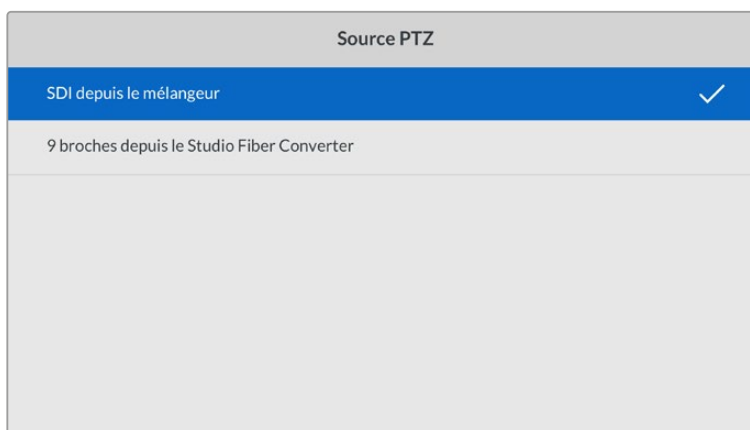 Source PTZ
SDI depuis le mélangeur
9 broches depuis le Studio Fiber Converter